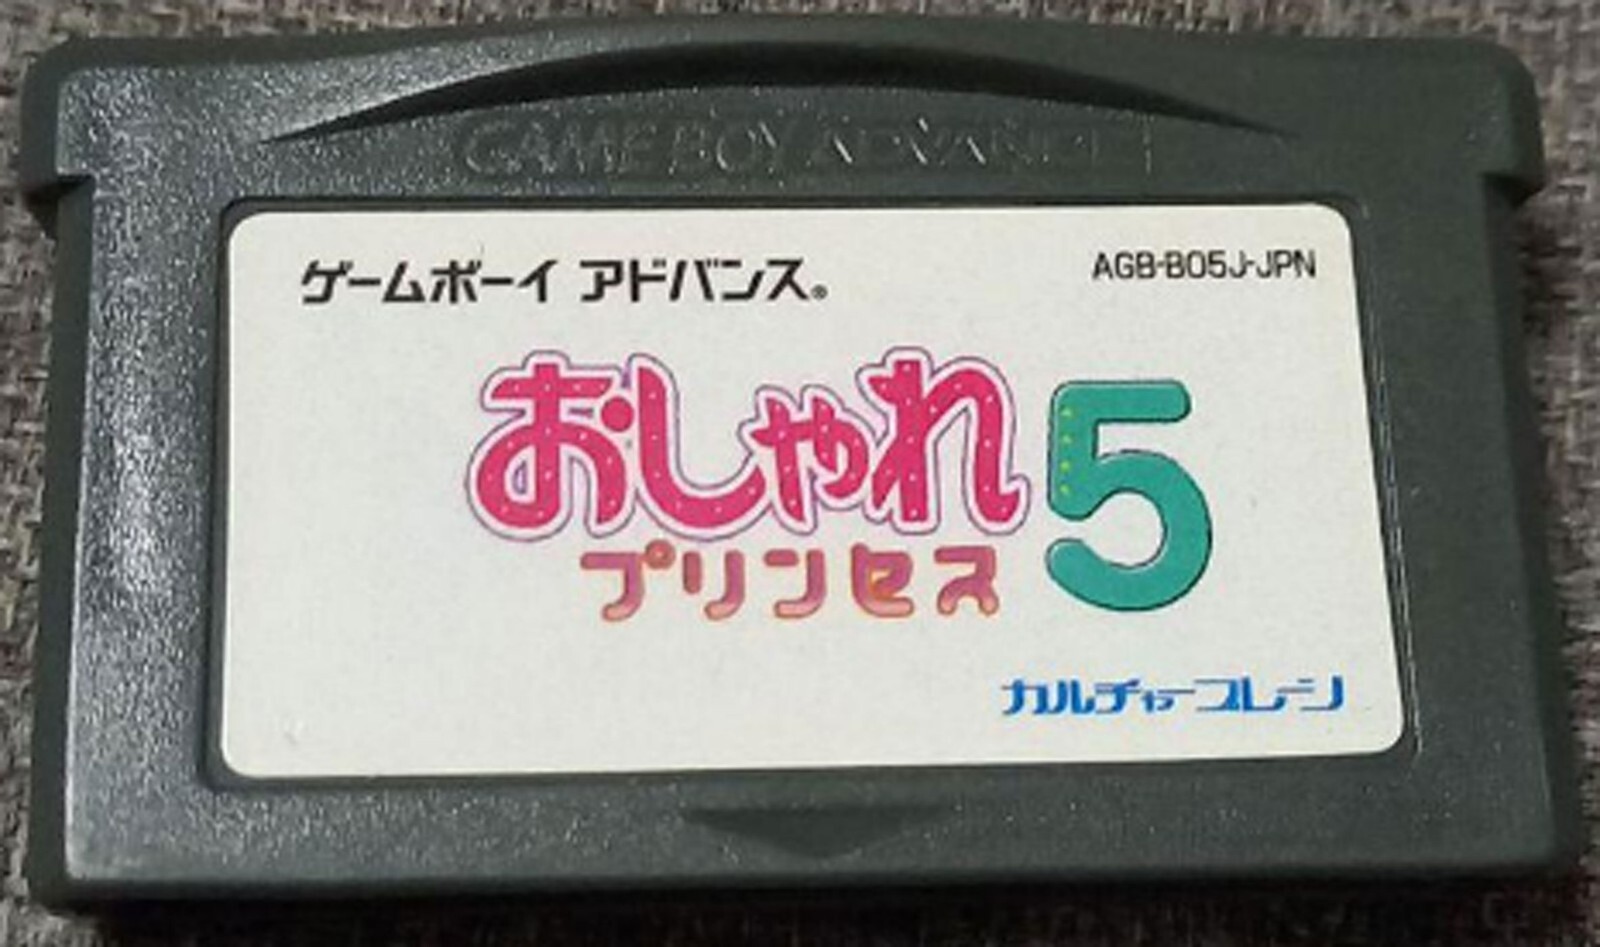 GAME BOY ADVANCE
ゲームボーイ アドバンス®
AGB-BO5J-JPN
おしゃれ
プリンセス
5
カルチャーブレーン